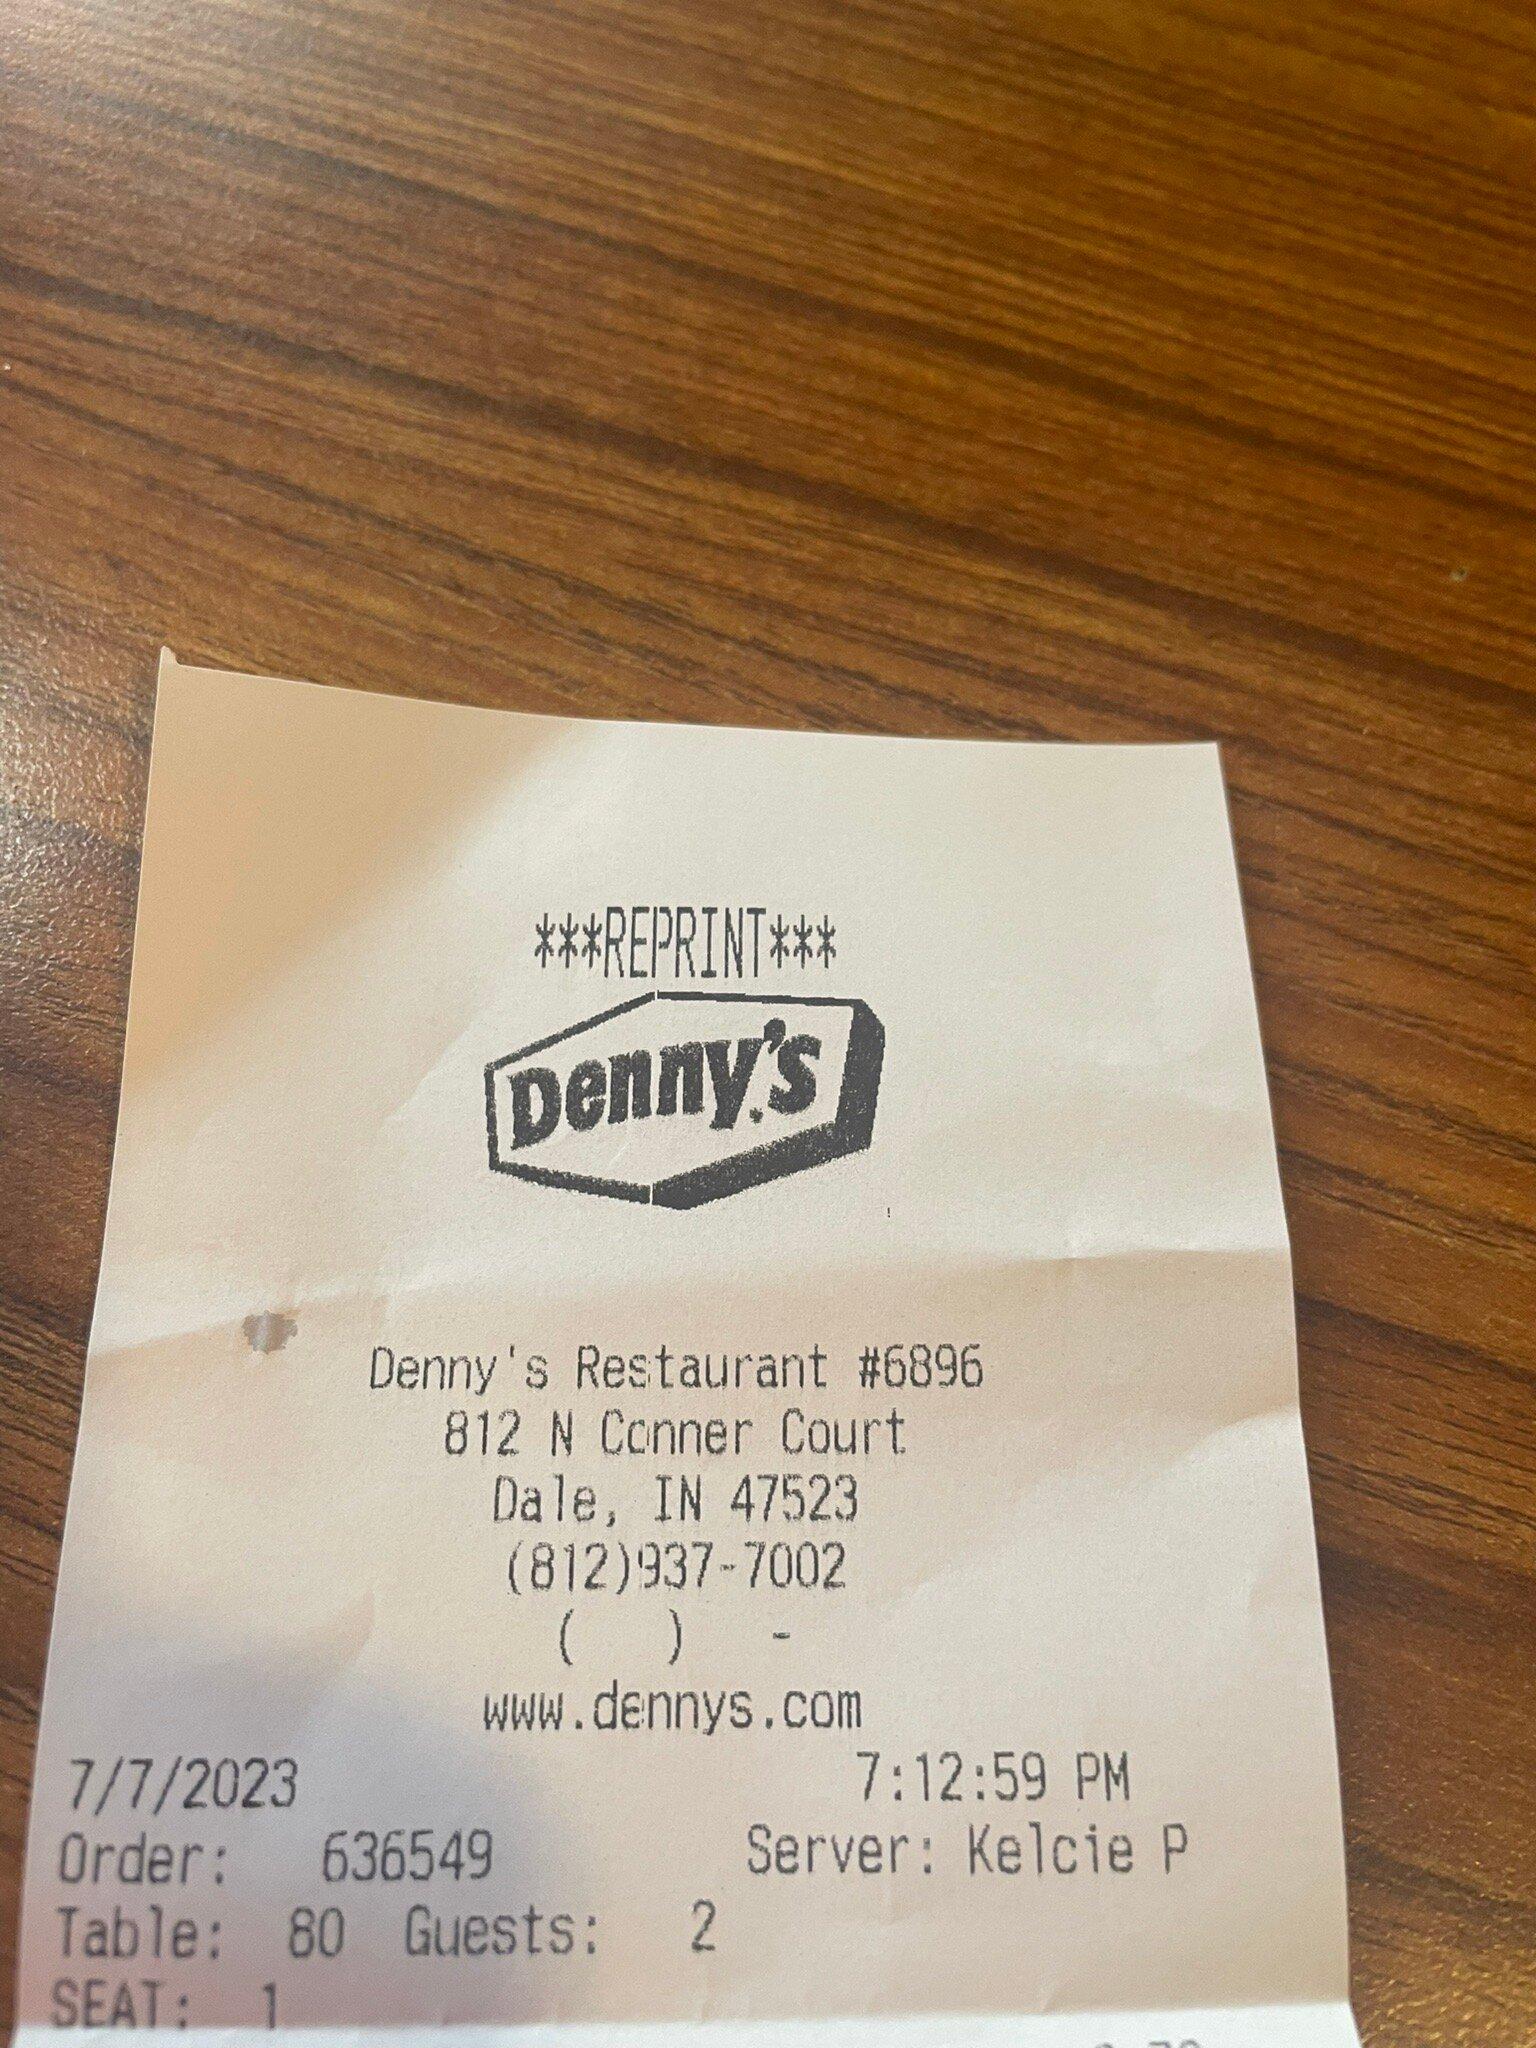 ***REPRINT***
Denny's
Denny's Restaurant #6896
812 N Conner Court
Dale, IN 47523
(812)937-7002
(   )   -
www.dennys.com
7/7/2023 7:12:59 PM
Order: 636549 Server: Kelcie P
Table: 80 Guests: 2
SEAT: 1